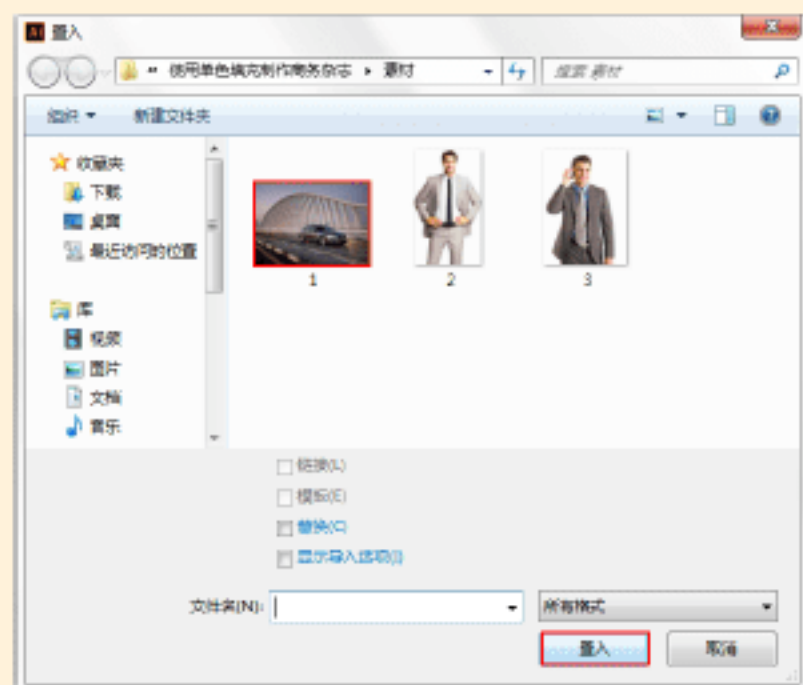 Ai 置入
« 使用单色填充制作商务杂志 ▸ 素材
搜索 素材
组织 新建文件夹
收藏夹
下载
桌面
最近访问的位置
库
视频
图片
文档
音乐
1 2 3
链接(L)
模板(E)
替换(C)
显示导入选项(I)
文件名(N): 所有格式
置入 取消